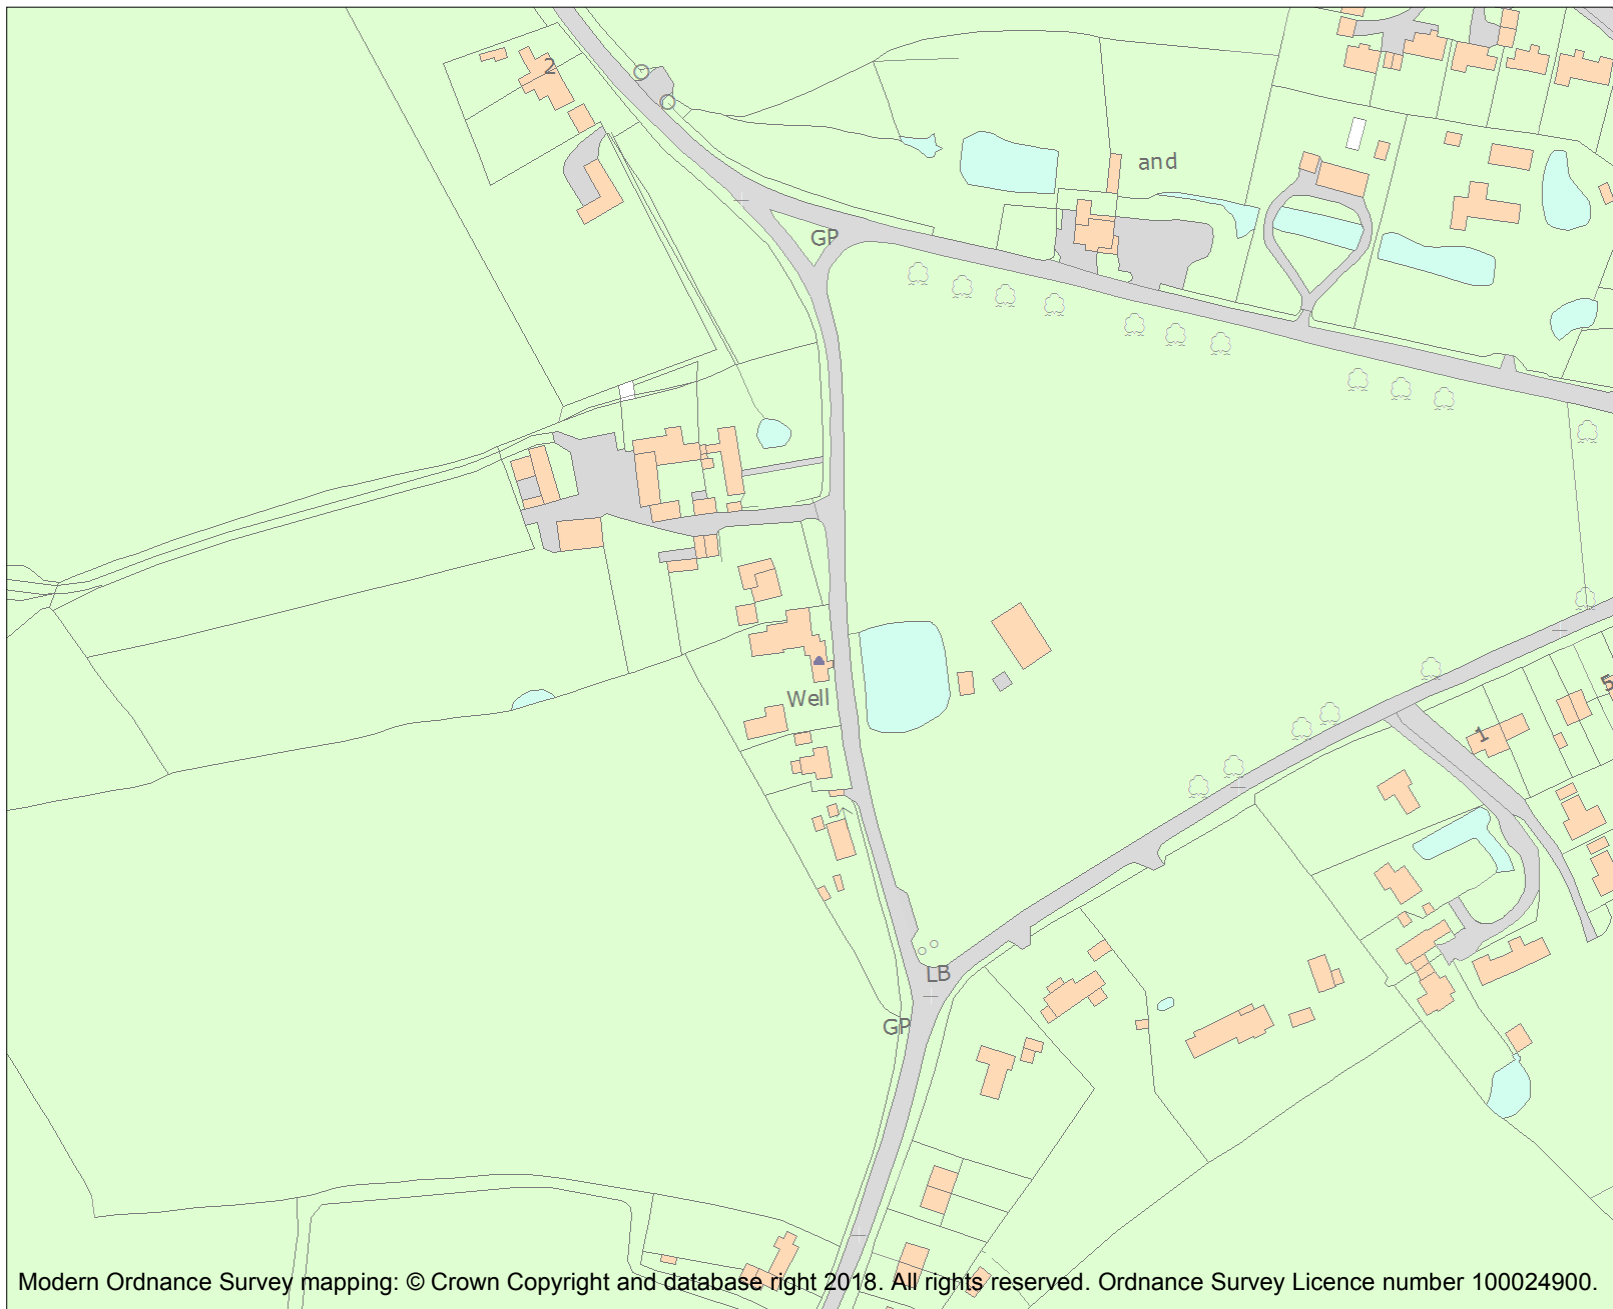 2
and
GP
Well
5
1
LB
GP
Modern Ordnance Survey mapping: © Crown Copyright and database right 2018. All rights reserved. Ordnance Survey Licence number 100024900.